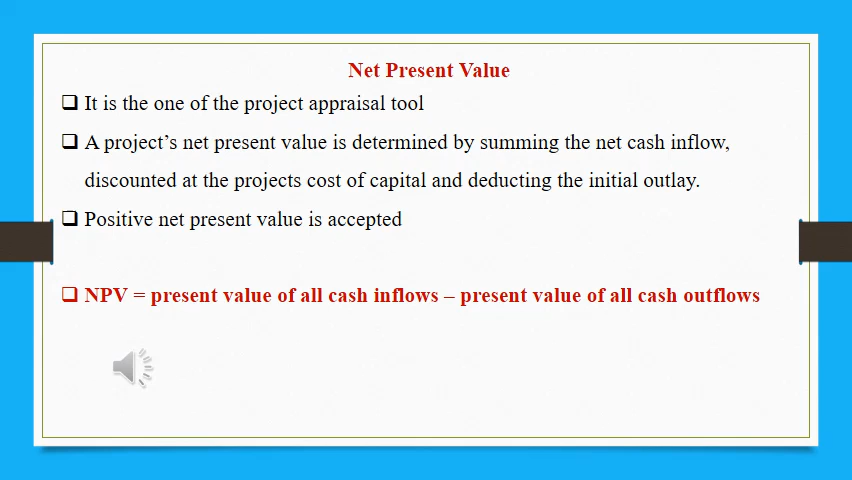 Net Present Value
It is the one of the project appraisal tool
A project's net present value is determined by summing the net cash inflow,
discounted at the projects cost of capital and deducting the initial outlay.
Positive net present value is accepted
NPV = present value of all cash inflows – present value of all cash outflows